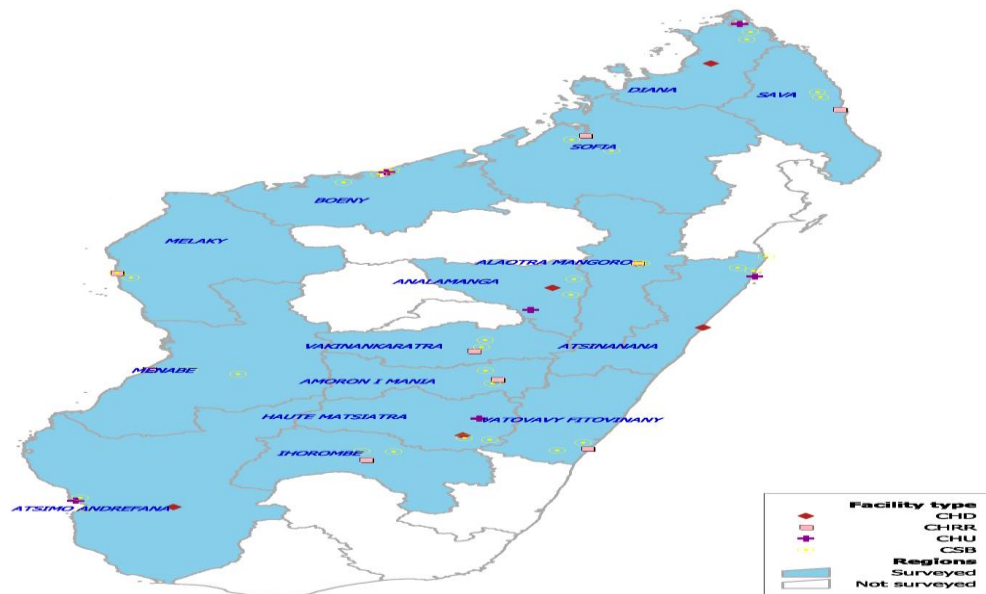 DIANA
SAVA
SOFIA
BOENY
MELAKY
ALAOTRA MANGORO
ANALAMANGA
VAKINANKARATRA
ATSINANANA
MENABE
AMORON I MANIA
HAUTE MATSIATRA
VATOVAVY FITOVINANY
IHOROMBE
ATSIMO ANDREFANA
Facility type
CHD
CHRR
CHU
CSB
Regions
Surveyed
Not surveyed